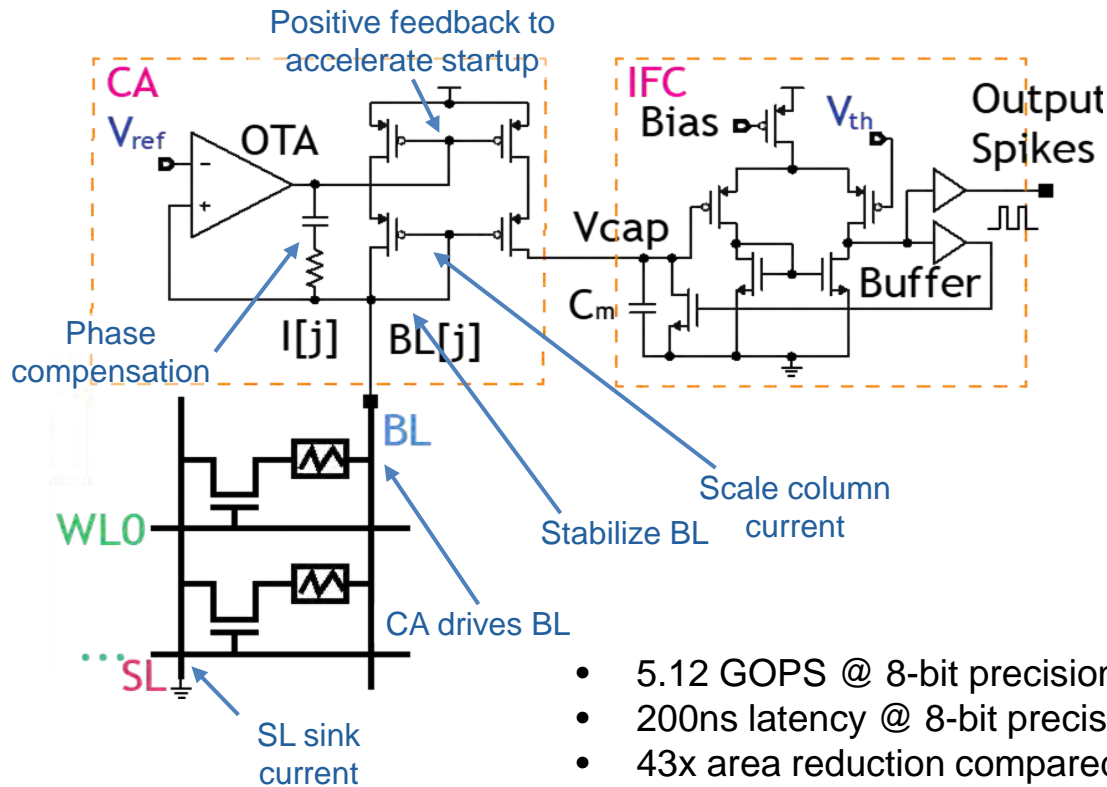 Positive feedback to
accelerate startup
CA
IFC
Vref
OTA
Bias
Vth
Output
Spikes
-
+
Vcap
Buffer
Cm
Phase
compensation
I[j]
BL[j]
BL
Scale column
current
Stabilize BL
WL0
CA drives BL
...
SL
SL sink
current
• 5.12 GOPS @ 8-bit precision
• 200ns latency @ 8-bit precis
• 43x area reduction compared